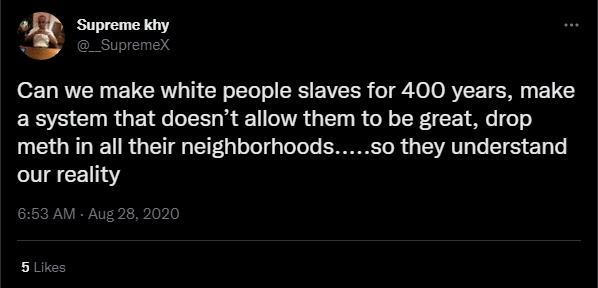 Supreme khy
@_SupremeX
Can we make white people slaves for 400 years, make
a system that doesn’t allow them to be great, drop
meth in all their neighborhoods.....so they understand
our reality
6:53 AM · Aug 28, 2020
5 Likes